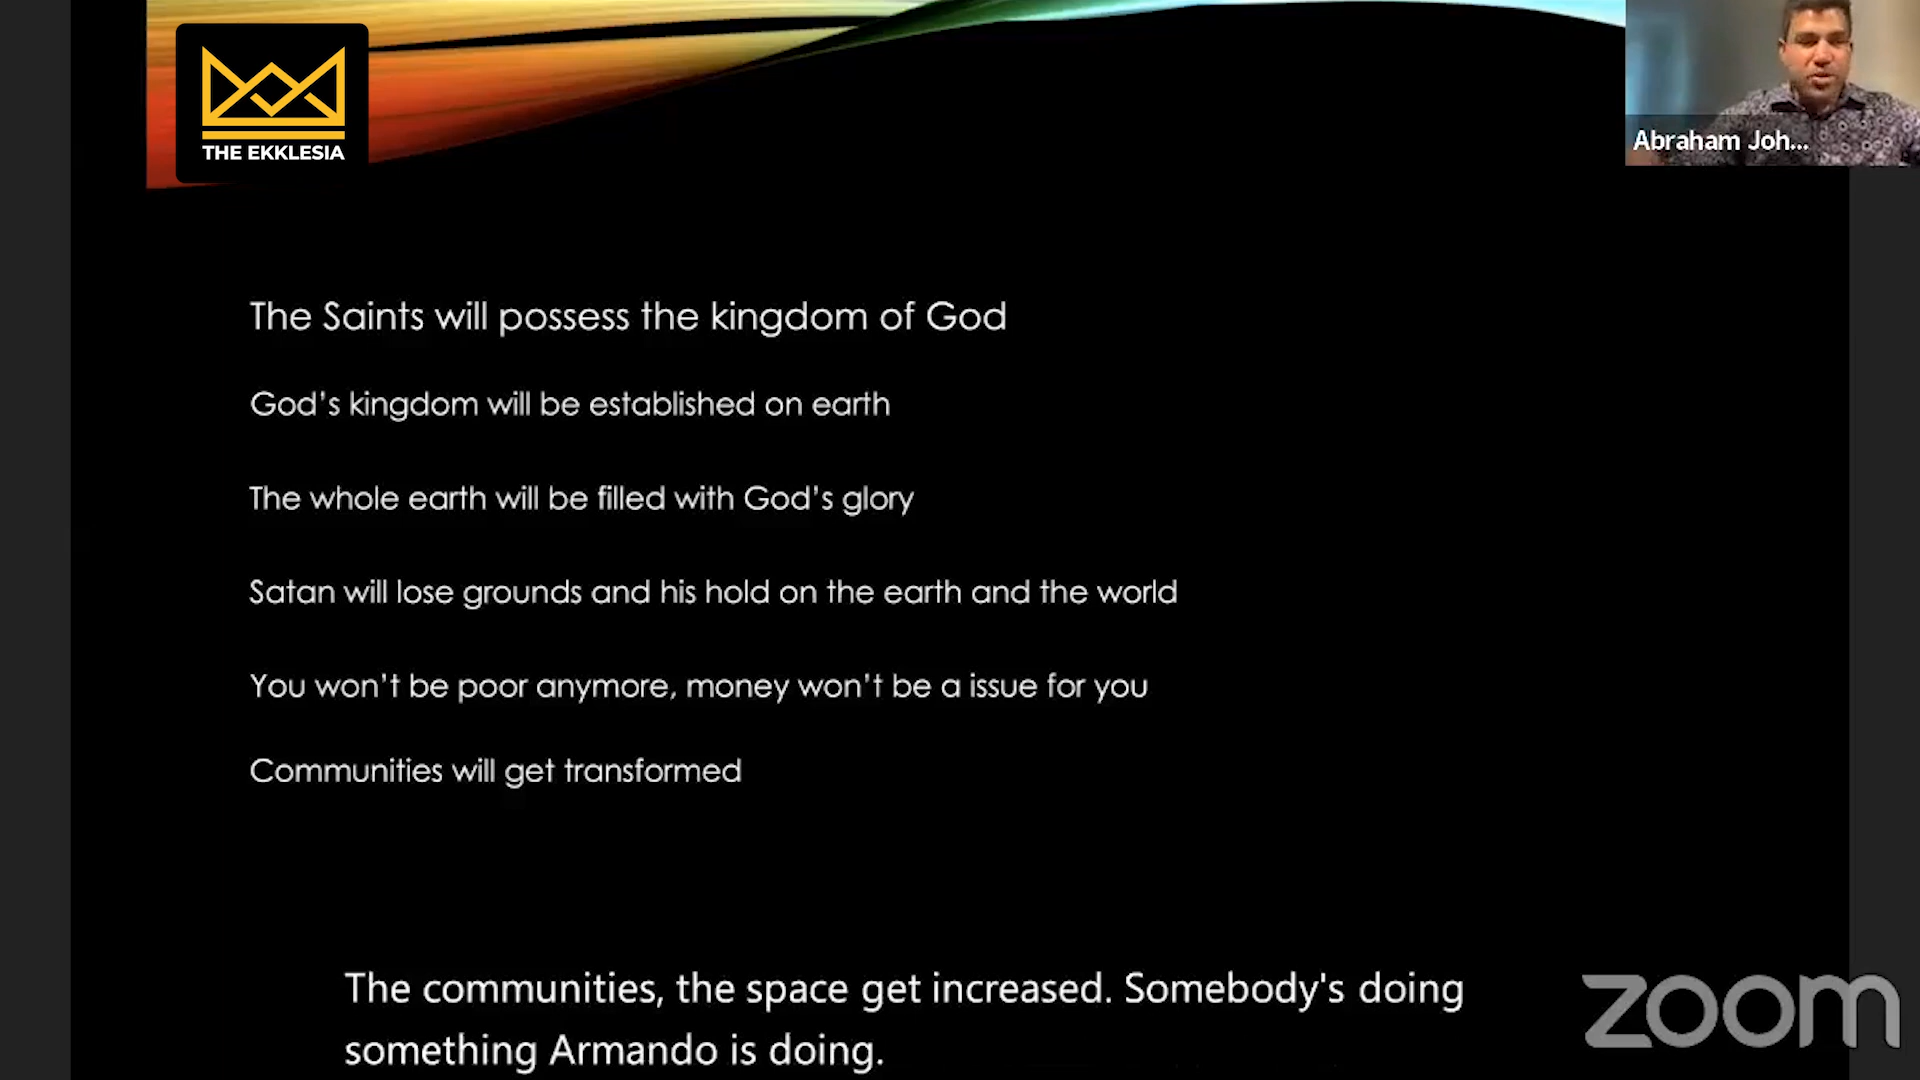 THE EKKLESIA
Abraham Joh...
The Saints will possess the kingdom of God
God’s kingdom will be established on earth
The whole earth will be filled with God’s glory
Satan will lose grounds and his hold on the earth and the world
You won’t be poor anymore, money won’t be a issue for you
Communities will get transformed
The communities, the space get increased. Somebody's doing
something Armando is doing.
zoom